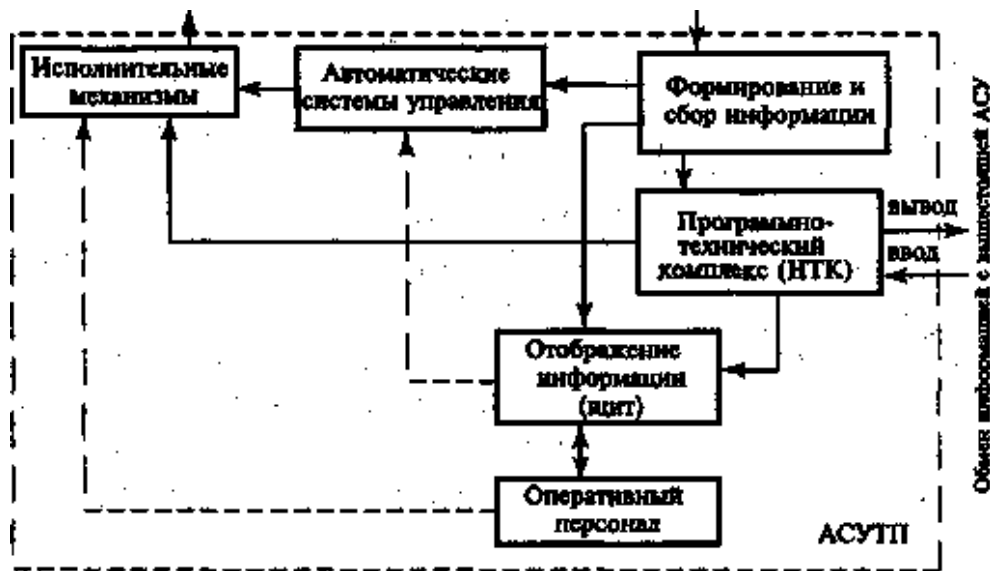 Исполнительные
механизмы
Автоматические
системы управления
Формирование и
сбор информации
Программно-
технический
комплекс (НТК)
вывод
ввод
Обмен информацией с вышестоящей АСУ
Отображение
информации
(щит)
Оперативный
персонал
АСУТП